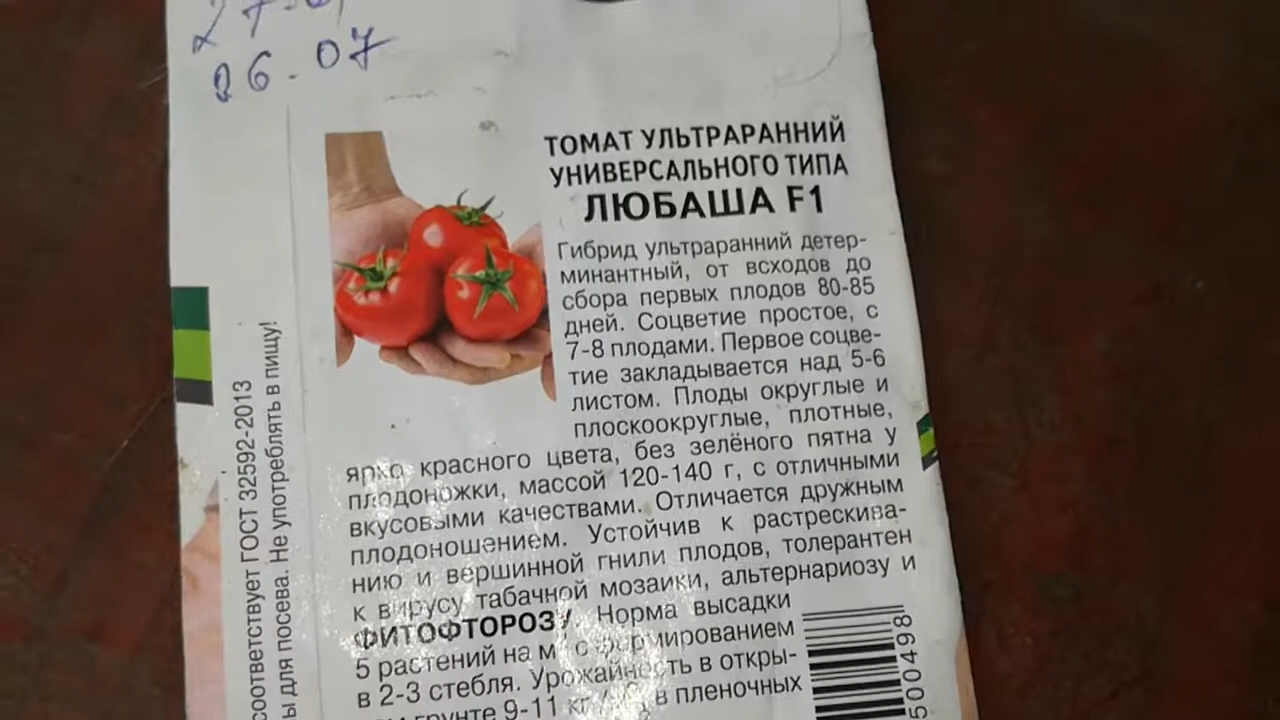 26.07
ТОМАТ УЛЬТРАРАННИЙ
УНИВЕРСАЛЬНОГО ТИПА
ЛЮБАША F1
Гибрид ультраранний детер-
минантный, от всходов до
сбора первых плодов 80-85
дней. Соцветие простое, с
7-8 плодами. Первое соцве-
тие закладывается над 5-6
листом. Плоды округлые и
плоскоокруглые, плотные,
ярко красного цвета, без зелёного пятна у
плодоножки, массой 120-140 г, с отличными
вкусовыми качествами. Отличается дружным
плодоношением. Устойчив к растрескива-
нию и вершинной гнили плодов, толерантен
к вирусу табачной мозаики, альтернариозу и
ФИТОФТОРОЗУ. Норма высадки
5 растений на м² с формированием
в 2-3 стебля. Урожайность в откры-
грунте 9-11 в пленочных
соответствует ГОСТ 32592-2013
для посева. Не употреблять в пищу!
500498